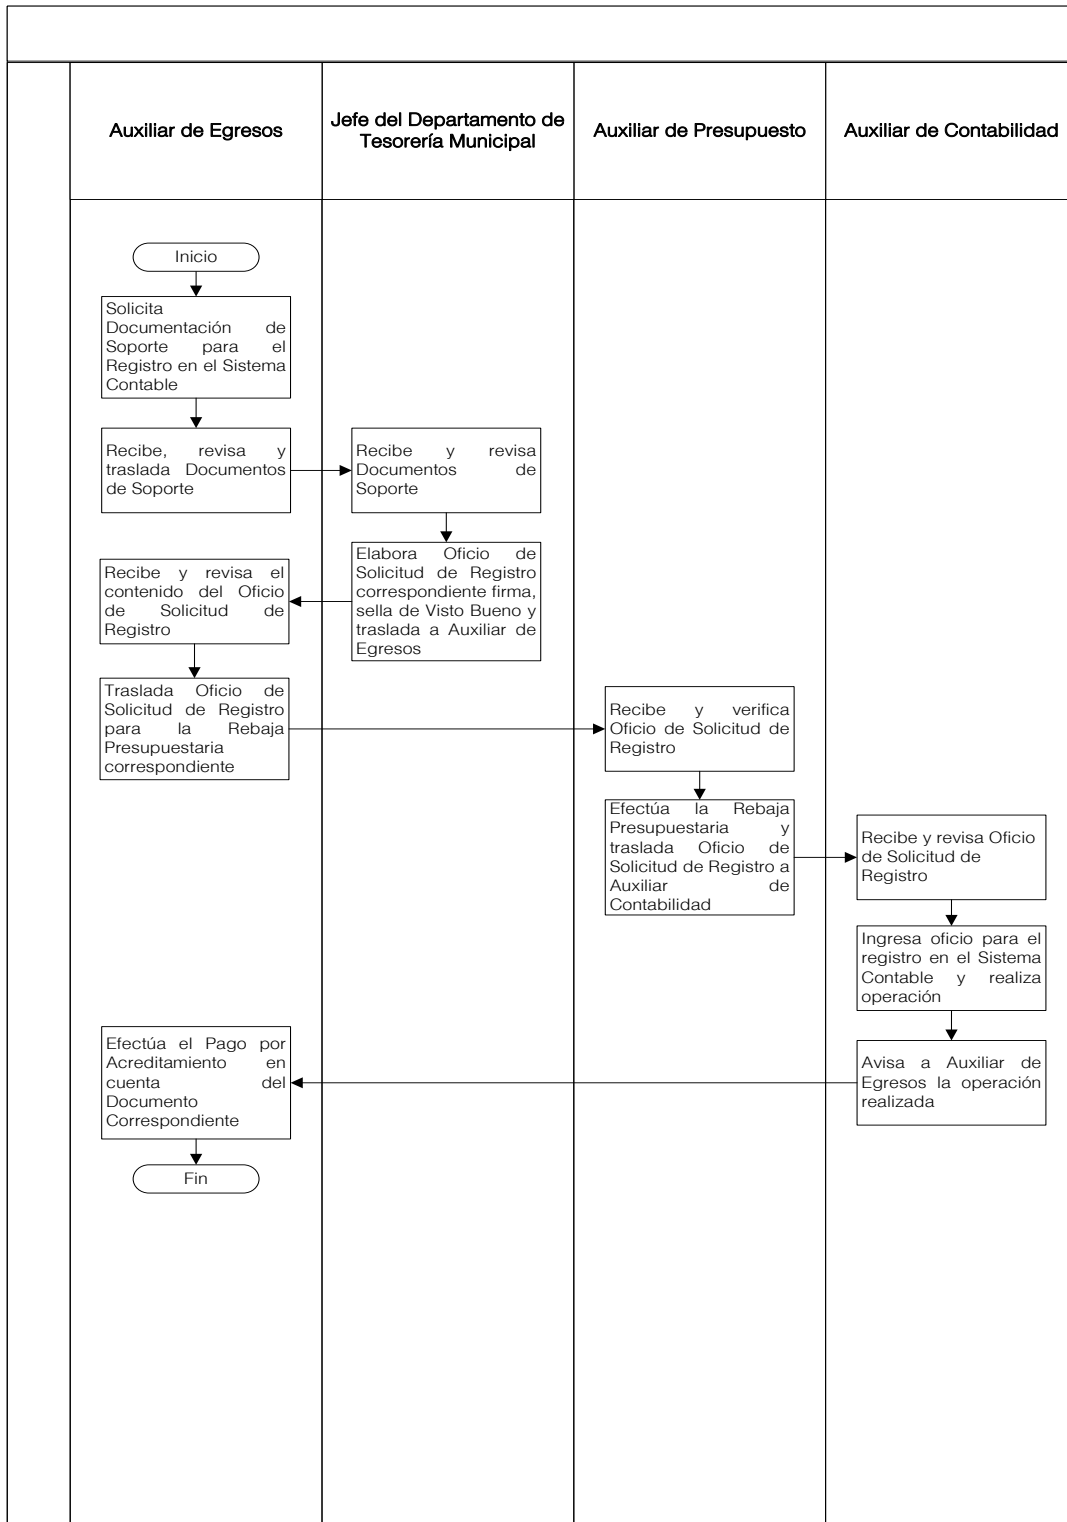 Auxiliar de Egresos
Jefe del Departamento de
Tesorería Municipal
Auxiliar de Presupuesto
Auxiliar de Contabilidad
Inicio
Solicita
Documentación de
Soporte para el
Registro en el Sistema
Contable
Recibe, revisa y
traslada Documentos
de Soporte
Recibe y revisa
Documentos de
Soporte
Elabora Oficio de
Solicitud de Registro
correspondiente firma,
sella de Visto Bueno y
traslada a Auxiliar de
Egresos
Recibe y revisa el
contenido del Oficio
de Solicitud de
Registro
Traslada Oficio de
Solicitud de Registro
para la Rebaja
Presupuestaria
correspondiente
Recibe y verifica
Oficio de Solicitud de
Registro
Efectúa la Rebaja
Presupuestaria y
traslada Oficio de
Solicitud de Registro a
Auxiliar de
Contabilidad
Recibe y revisa Oficio
de Solicitud de
Registro
Ingresa oficio para el
registro en el Sistema
Contable y realiza
operación
Avisa a Auxiliar de
Egresos la operación
realizada
Efectúa el Pago por
Acreditamiento en
cuenta del
Documento
Correspondiente
Fin